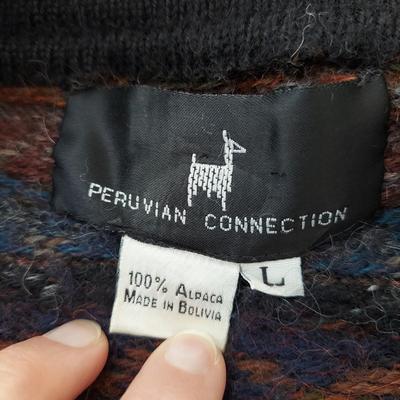 PERUVIAN CONNECTION
100% ALPACA
MADE IN BOLIVIA
L